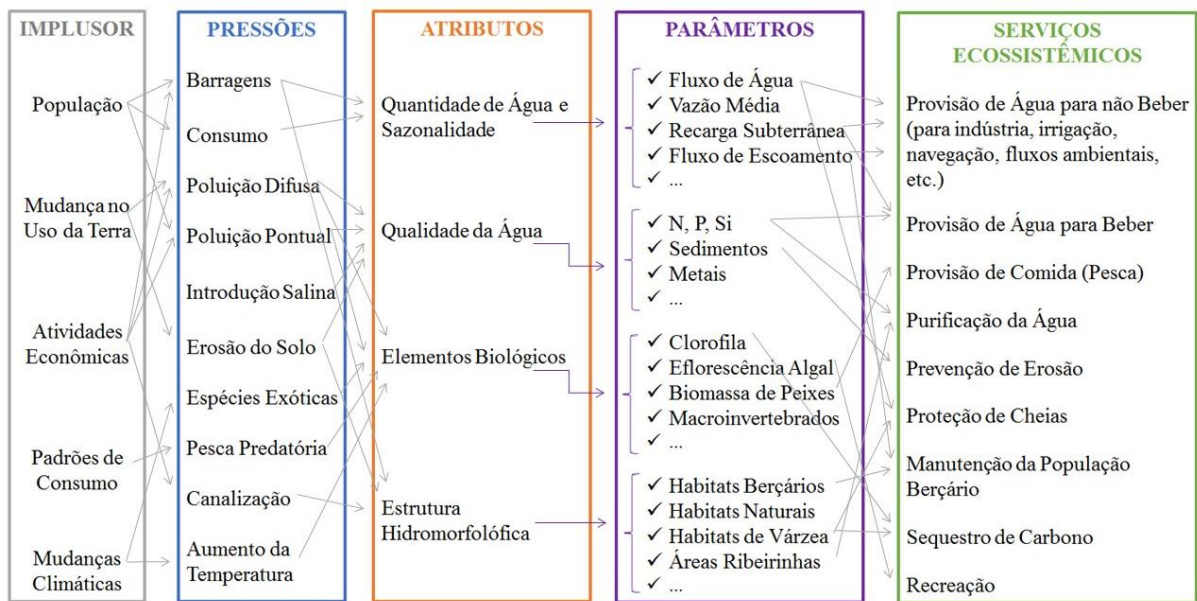 IMPLUSOR
População
Mudança no
Uso da Terra
Atividades
Econômicas
Padrões de
Consumo
Mudanças
Climáticas
PRESSÕES
Barragens
Consumo
Poluição Difusa
Poluição Pontual
Introdução Salina
Erosão do Solo
Espécies Exóticas
Pesca Predatória
Canalização
Aumento da
Temperatura
ATRIBUTOS
Quantidade de Água e
Sazonalidade
Qualidade da Água
Elementos Biológicos
Estrutura
Hidromorfolófica
PARÂMETROS
✓ Fluxo de Água
✓ Vazão Média
✓ Recarga Subterrânea
✓ Fluxo de Escoamento
✓ ...
✓ N, P, Si
✓ Sedimentos
✓ Metais
✓ ...
✓ Clorofila
✓ Eflorescência Algal
✓ Biomassa de Peixes
✓ Macroinvertebrados
✓ ...
✓ Habitats Berçários
✓ Habitats Naturais
✓ Habitats de Várzea
✓ Áreas Ribeirinhas
✓ ...
SERVIÇOS
ECOSSISTÊMICOS
Provisão de Água para não Beber
(para indústria, irrigação,
navegação, fluxos ambientais,
etc.)
Provisão de Água para Beber
Provisão de Comida (Pesca)
Purificação da Água
Prevenção de Erosão
Proteção de Cheias
Manutenção da População
Berçário
Sequestro de Carbono
Recreação